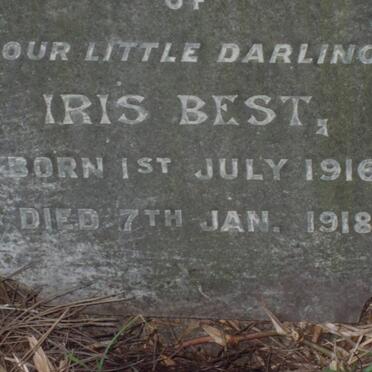 OF
OUR LITTLE DARLING
IRIS BEST,
BORN 1ST JULY 1916
DIED 7TH JAN. 1918